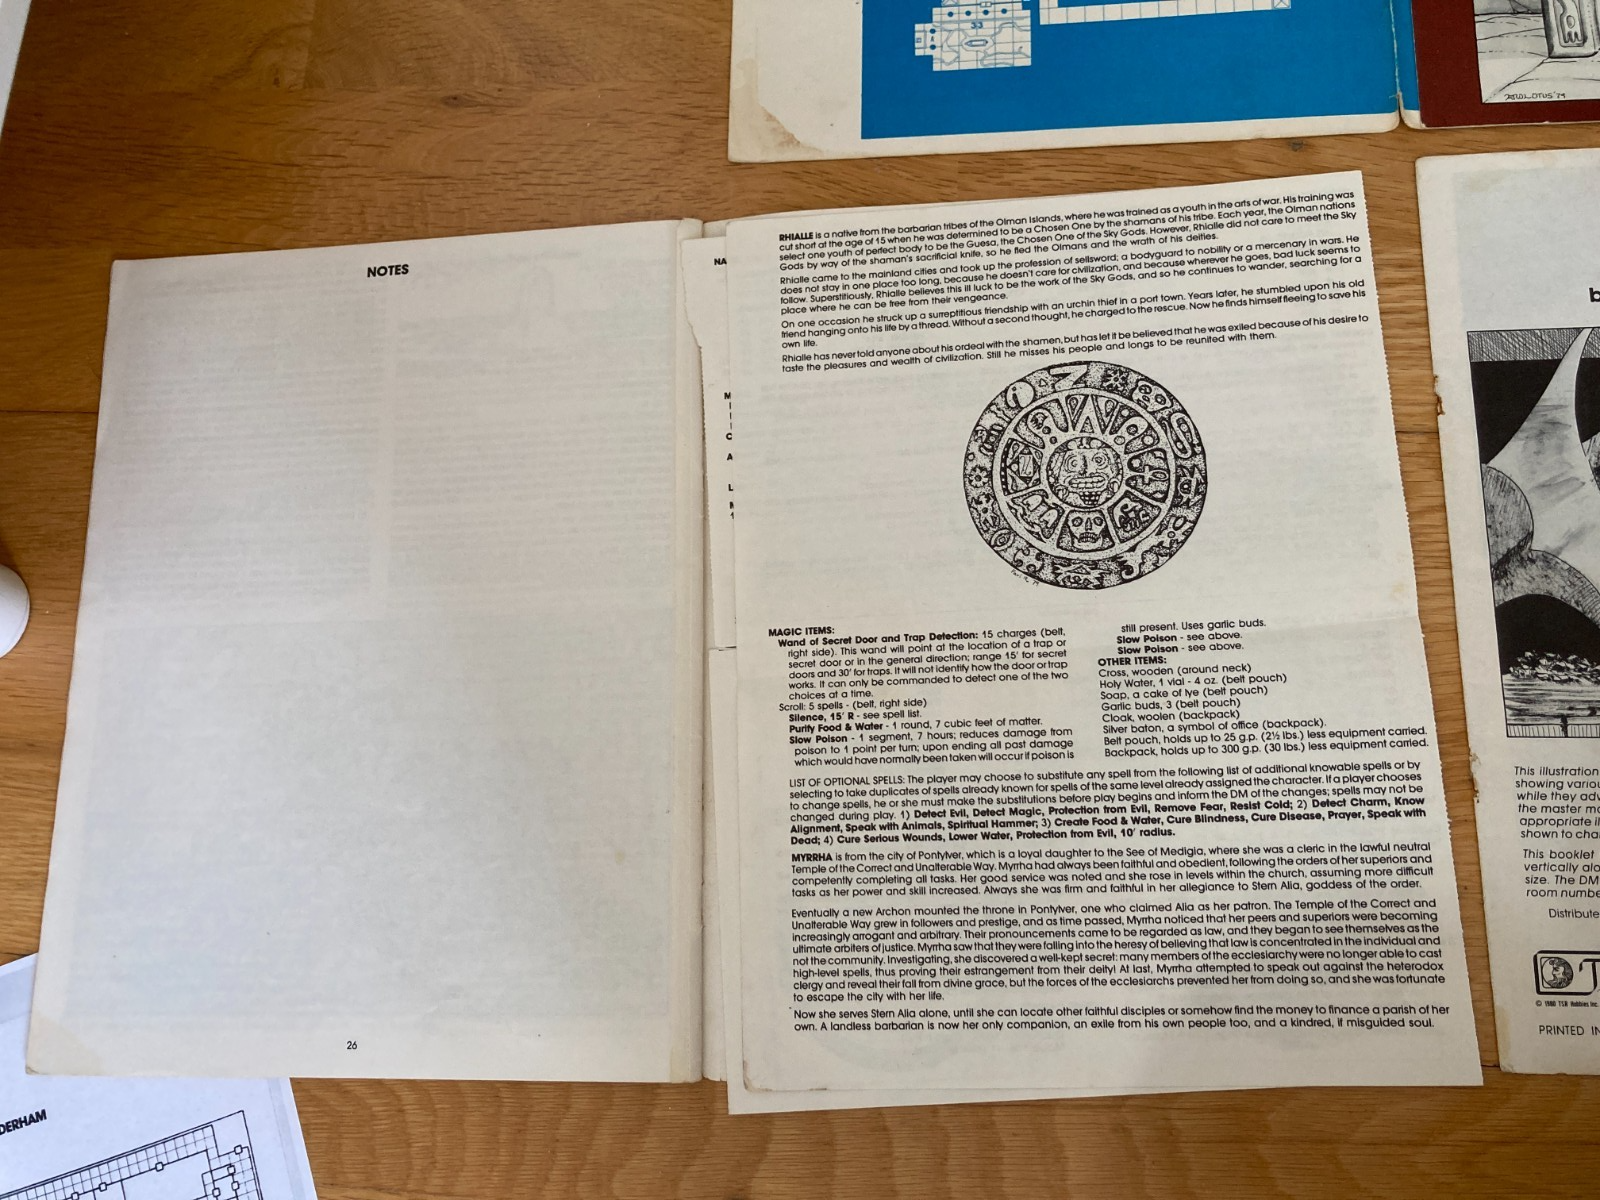 33
EROL OTUS '79
NOTES
26
NA
M
C
A
L
DERHAM
RHIALLE is a native from the barbarian tribes of the Olman Islands, where he was trained as a youth in the arts of war. His training was
cut short at the age of 15 when he was determined to be a Chosen One by the shamans of his tribe. Each year, the Olman nations
select one youth of perfect body to be the Guesa, the Chosen One of the Sky Gods. However, Rhialle did not care to meet the Sky
Gods by way of the shaman's sacrificial knife, so he fled the Olmans and the wrath of his deities.
Rhialle came to the mainland cities and took up the profession of sellsword; a bodyguard to nobility or a mercenary in wars. He
does not stay in one place too long, because he doesn't care for civilization, and because wherever he goes, bad luck seems to
follow. Superstitiously, Rhialle believes this ill luck to be the work of the Sky Gods, and so he continues to wander, searching for a
place where he can be free from their vengeance.
On one occasion he struck up a surreptitious friendship with an urchin thief in a port town. Years later, he stumbled upon his old
friend hanging onto his life by a thread. Without a second thought, he charged to the rescue. Now he finds himself fleeing to save his
own life.
Rhialle has never told anyone about his ordeal with the shamen, but has let it be believed that he was exiled because of his desire to
taste the pleasures and wealth of civilization. Still he misses his people and longs to be reunited with them.
MAGIC ITEMS:
Wand of Secret Door and Trap Detection: 15 charges (belt,
right side). This wand will point at the location of a trap or
secret door or in the general direction; range 15' for secret
doors and 30' for traps. It will not identify how the door or trap
works. It can only be commanded to detect one of the two
choices at a time.
Scroll: 5 spells - (belt, right side)
Silence, 15' R - see spell list.
Purify Food & Water - 1 round, 7 cubic feet of matter.
Slow Poison - 1 segment, 7 hours; reduces damage from
poison to 1 point per turn; upon ending all past damage
which would have normally been taken will occur if poison is
still present. Uses garlic buds.
Slow Poison - see above.
Slow Poison - see above.
OTHER ITEMS:
Cross, wooden (around neck)
Holy Water, 1 vial - 4 oz. (belt pouch)
Soap, a cake of lye (belt pouch)
Garlic buds, 3 (belt pouch)
Cloak, woolen (backpack)
Silver baton, a symbol of office (backpack).
Belt pouch, holds up to 25 g.p. (2½ lbs.) less equipment carried.
Backpack, holds up to 300 g.p. (30 lbs.) less equipment carried.
LIST OF OPTIONAL SPELLS: The player may choose to substitute any spell from the following list of additional knowable spells or by
selecting to take duplicates of spells already known for spells of the same level already assigned the character. If a player chooses
to change spells, he or she must make the substitutions before play begins and inform the DM of the changes; spells may not be
changed during play. 1) Detect Evil, Detect Magic, Protection from Evil, Remove Fear, Resist Cold; 2) Detect Charm, Know
Alignment, Speak with Animals, Spiritual Hammer; 3) Create Food & Water, Cure Blindness, Cure Disease, Prayer, Speak with
Dead; 4) Cure Serious Wounds, Lower Water, Protection from Evil, 10' radius.
MYRRHA is from the city of Pontylver, which is a loyal daughter to the See of Medigia, where she was a cleric in the lawful neutral
Temple of the Correct and Unalterable Way. Myrrha had always been faithful and obedient, following the orders of her superiors and
competently completing all tasks. Her good service was noted and she rose in levels within the church, assuming more difficult
tasks as her power and skill increased. Always she was firm and faithful in her allegiance to Stern Alia, goddess of the order.
Eventually a new Archon mounted the throne in Pontylver, one who claimed Alia as her patron. The Temple of the Correct and
Unalterable Way grew in followers and prestige, and as time passed, Myrrha noticed that her peers and superiors were becoming
increasingly arrogant and arbitrary. Their pronouncements came to be regarded as law, and they began to see themselves as the
ultimate arbiters of justice. Myrrha saw that they were falling into the heresy of believing that law is concentrated in the individual and
not the community. Investigating, she discovered a well-kept secret: many members of the ecclesiarchy were no longer able to cast
high-level spells, thus proving their estrangement from their deity! At last, Myrrha attempted to speak out against the heterodox
clergy and reveal their fall from divine grace, but the forces of the ecclesiarchs prevented her from doing so, and she was fortunate
to escape the city with her life.
Now she serves Stern Alia alone, until she can locate other faithful disciples or somehow find the money to finance a parish of her
own. A landless barbarian is now her only companion, an exile from his own people too, and a kindred, if misguided soul.
b
This illustration
showing variou
while they adv
the master ma
appropriate il
shown to cha
This booklet
vertically alo
size. The DM
room numbe
Distribute
T
© 1980 TSR Hobbies Inc.
PRINTED IN